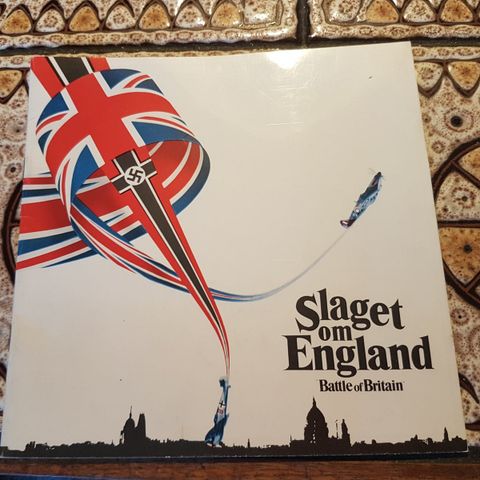 Slaget
om
England
Battle of Britain